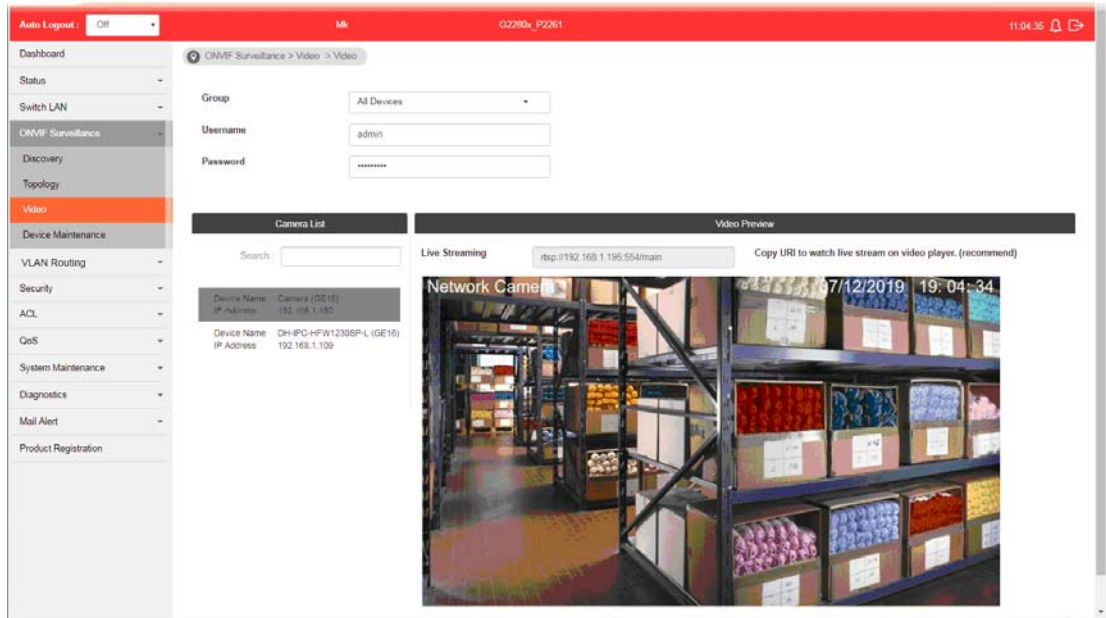 Auto Logout : Off Mk G2280x_P2261 11:04:35
Dashboard
Status
Switch LAN
ONVIF Surveillance
Discovery
Topology
Video
Device Maintenance
VLAN Routing
Security
ACL
QoS
System Maintenance
Diagnostics
Mail Alert
Product Registration
ONVIF Surveillance > Video > Video
Group All Devices
Username admin
Password •••••••••
Camera List
Search :
Device Name Camera (GE16)
IP Address
Device Name DH-IPC-HFW1230SP-L (GE16)
IP Address 192.168.1.109
Video Preview
Live Streaming rtsp://192.168.1.195:554/main Copy URI to watch live stream on video player. (recommend)
Network Camera 07/12/2019 19:04:34